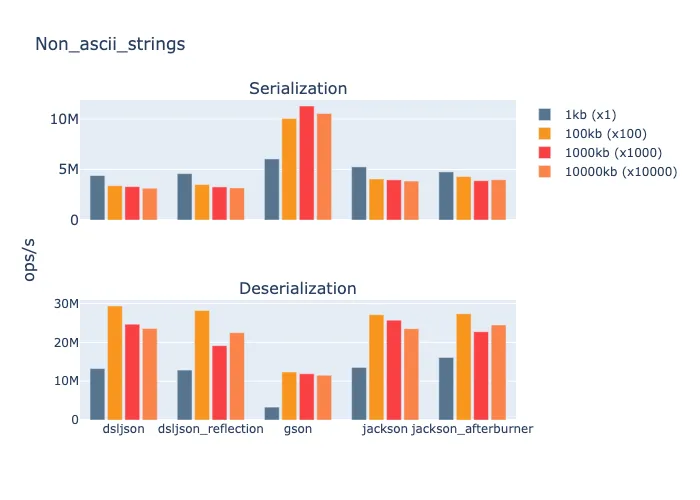 Non_ascii_strings
Serialization
10M
5M
0
1kb (x1)
100kb (x100)
1000kb (x1000)
10000kb (x10000)
ops/s
Deserialization
30M
20M
10M
0
dsljson dsljson_reflection gson jackson jackson_afterburner